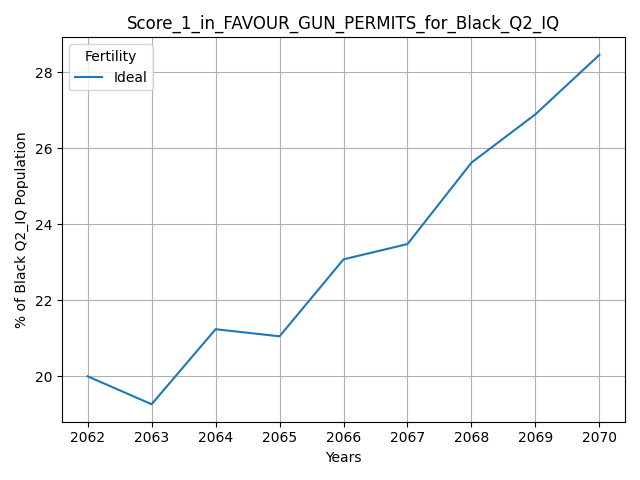 Score_1_in_FAVOUR_GUN_PERMITS_for_Black_Q2_IQ
Fertility
Ideal
% of Black Q2_IQ Population
28
26
24
22
20
2062 2063 2064 2065 2066 2067 2068 2069 2070
Years